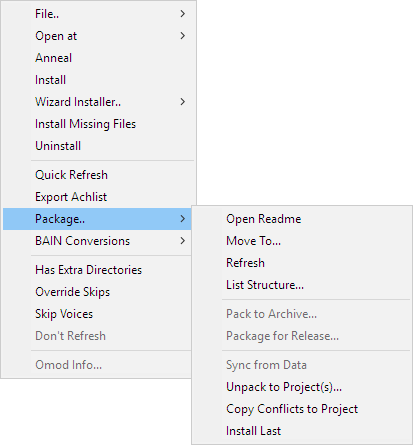 File..
Open at
Anneal
Install
Wizard Installer..
Install Missing Files
Uninstall
Quick Refresh
Export Achlist
Package..
BAIN Conversions
Has Extra Directories
Override Skips
Skip Voices
Don't Refresh
Omod Info...
Open Readme
Move To...
Refresh
List Structure...
Pack to Archive...
Package for Release...
Sync from Data
Unpack to Project(s)...
Copy Conflicts to Project
Install Last